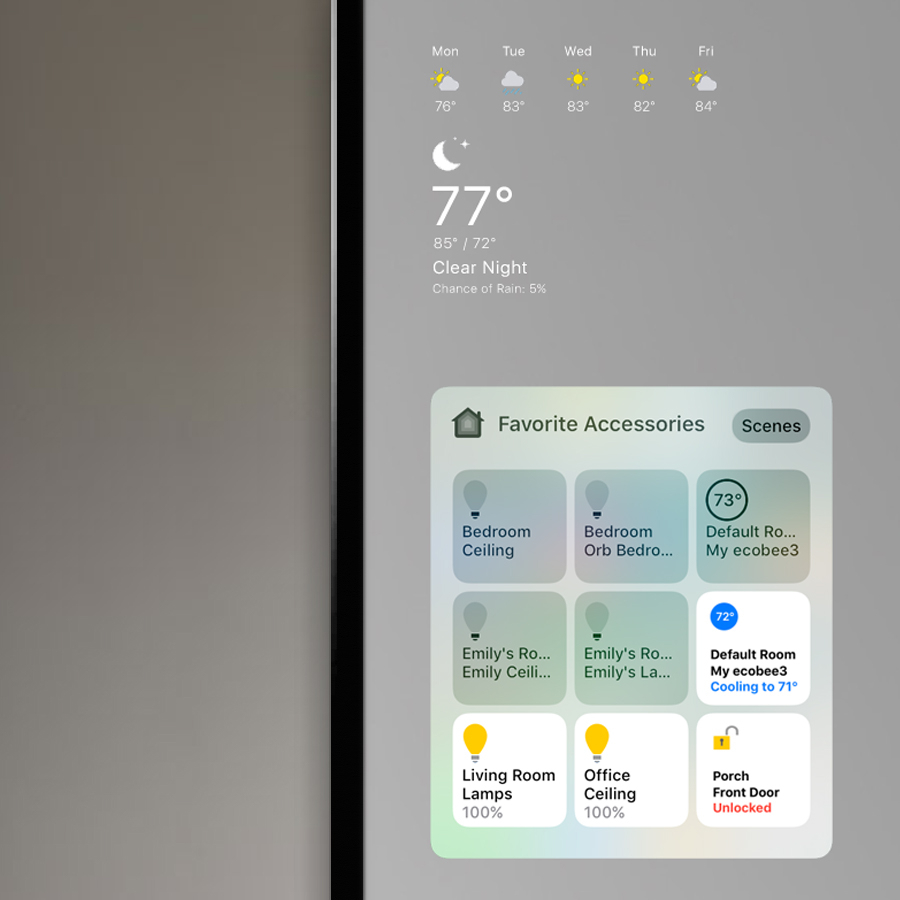 Mon Tue Wed Thu Fri
76° 83° 83° 82° 84°
77°
85° / 72°
Clear Night
Chance of Rain: 5%
Favorite Accessories Scenes
Bedroom
Ceiling
Bedroom
Orb Bedro...
73°
Default Ro...
My ecobee3
Emily's Ro...
Emily Ceili...
Emily's Ro...
Emily's La...
72°
Default Room
My ecobee3
Cooling to 71°
Living Room
Lamps
100%
Office
Ceiling
100%
Porch
Front Door
Unlocked